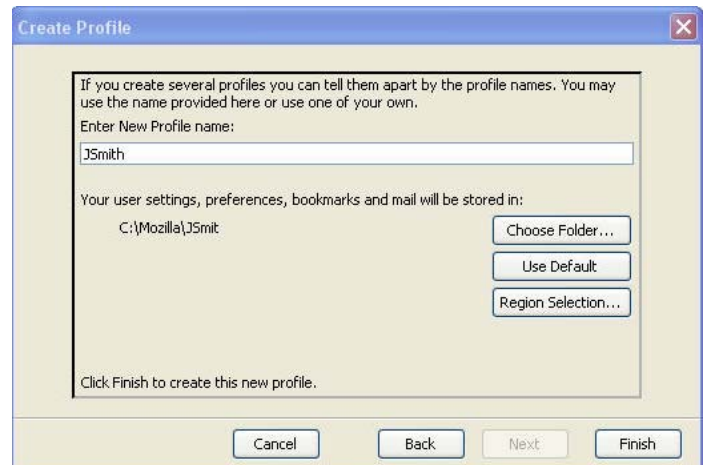 Create Profile
If you create several profiles you can tell them apart by the profile names. You may
use the name provided here or use one of your own.
Enter New Profile name:
JSmith
Your user settings, preferences, bookmarks and mail will be stored in:
C:\Mozilla\JSmit
Choose Folder...
Use Default
Region Selection...
Click Finish to create this new profile.
Cancel Back Next Finish